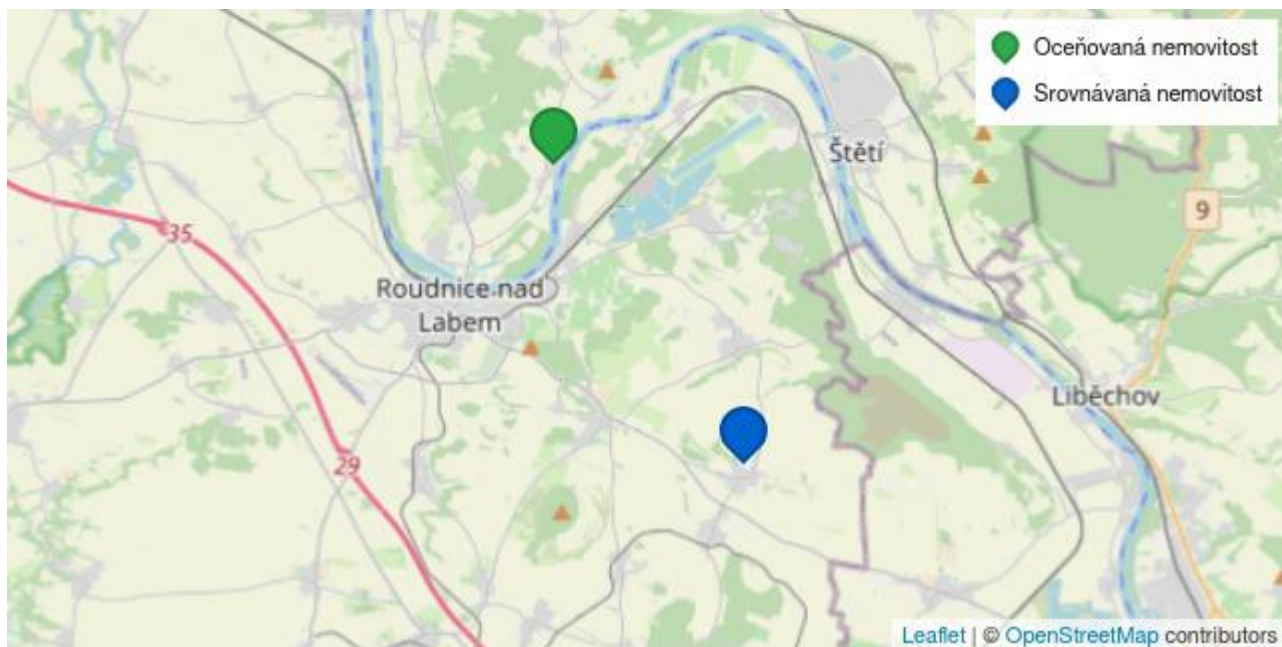 Oceňovaná nemovitost
Srovnávaná nemovitost
Štětí
9
35
Roudnice nad
Labem
Liběchov
29
Leaflet | © OpenStreetMap contributors